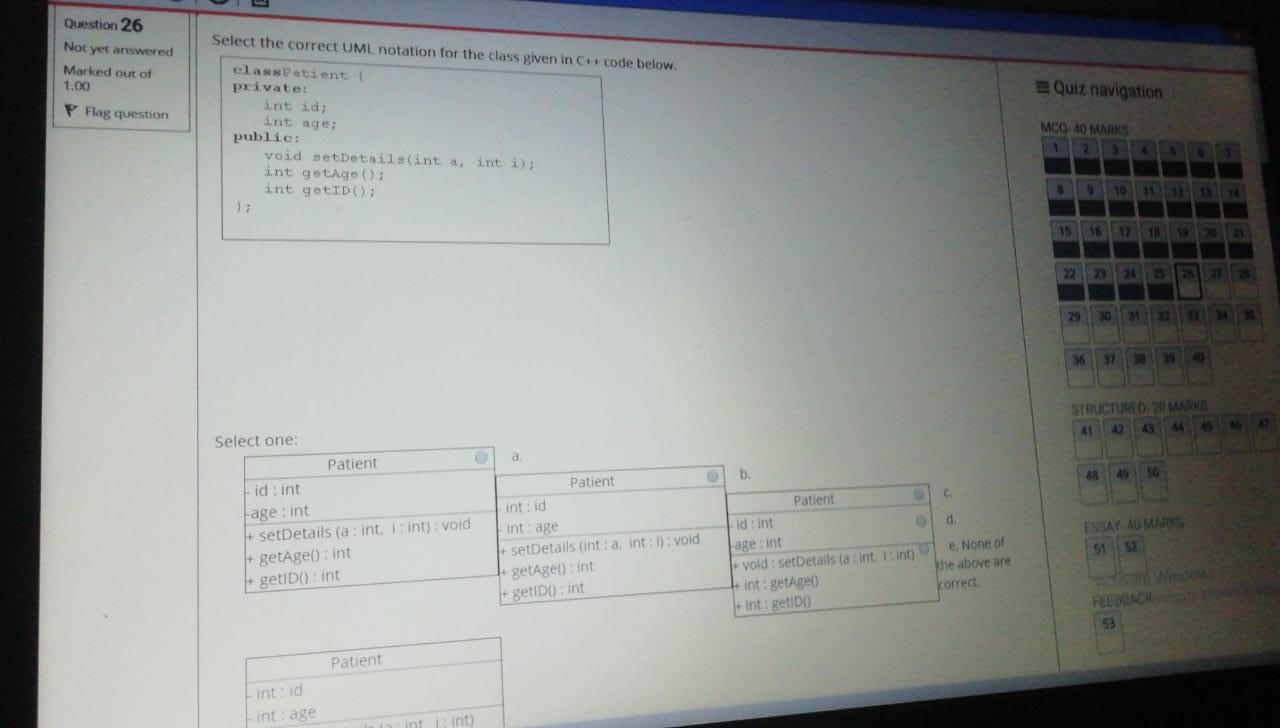 Question 26
Not yet answered
Marked out of
1.00
Flag question
Select the correct UML notation for the class given in C++ code below.
classPatient {
private:
int id;
int age;
public:
void setDetails(int a, int i);
int getAge();
int getID();
};
Select one:
Patient
- id : int
-age : int
+ setDetails (a : int, i : int) : void
+ getAge() : int
+ getID() : int
a.
Patient
- int : id
- int : age
+ setDetails (int : a, int : i) : void
+ getAge() : int
+ getID() : int
b.
Patient
- id : int
-age : int
+ void : setDetails (a : int, i : int)
+ int : getAge()
+ int : getID()
c.
d.
e. None of
the above are
correct.
Patient
- int : id
- int : age
int, i : int)
Quiz navigation
MCQ- 40 MARKS
1 2 3 4 5 6 7
8 9 10 11 12 13 14
15 16 17 18 19 20 21
22 23 24 25 26 27 28
29 30 31 32 33 34 35
36 37 38 39 40
STRUCTURED- 20 MARKS
41 42 43 44 45 46 47
48 49 50
ESSAY- 40 MARKS
51 52
Activate Windows
FEEDBACK
53